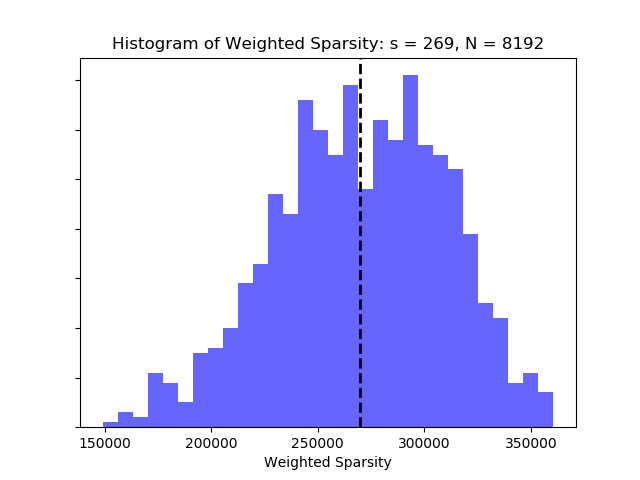 Histogram of Weighted Sparsity: s = 269, N = 8192
150000 200000 250000 300000 350000
Weighted Sparsity